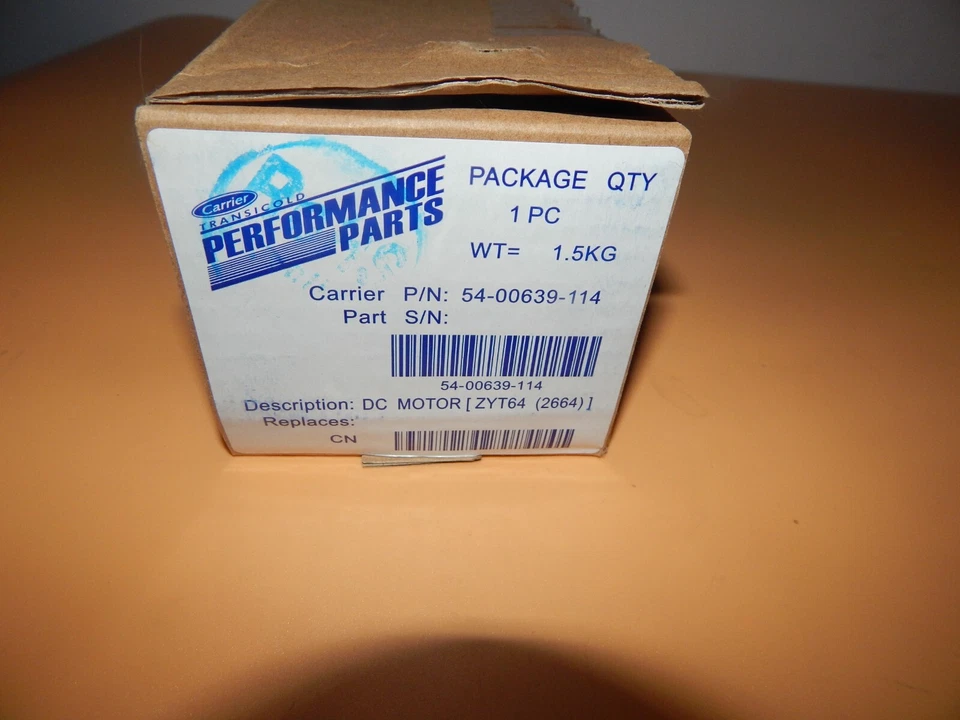 Carrier
TRANSICOLD
PERFORMANCE
PARTS
PACKAGE QTY
1 PC
WT= 1.5KG
Carrier P/N: 54-00639-114
Part S/N:
54-00639-114
Description: DC MOTOR [ ZYT64 (2664) ]
Replaces:
CN